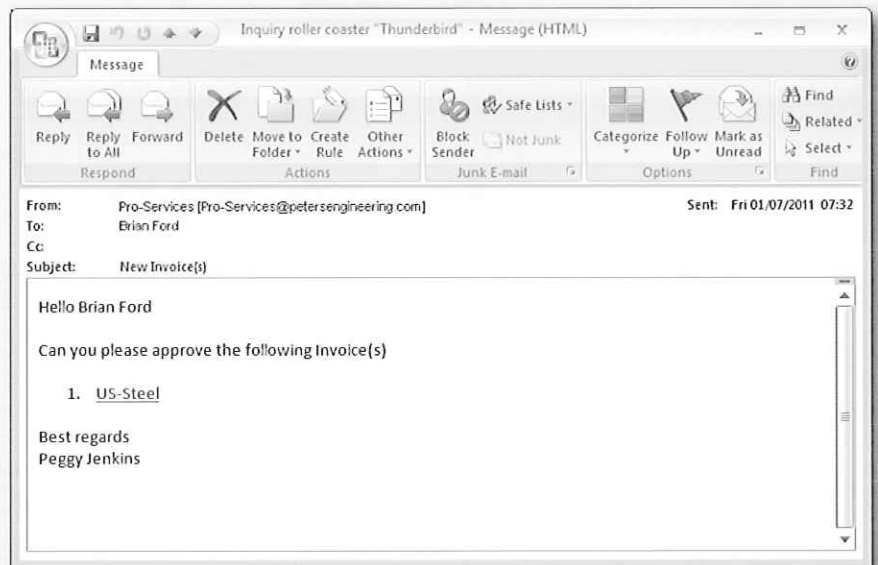 Inquiry roller coaster "Thunderbird" - Message (HTML)
Message
Reply
Reply to All
Forward
Respond
Delete
Move to Folder
Create Rule
Other Actions
Actions
Block Sender
Safe Lists
Not Junk
Junk E-mail
Categorize
Follow Up
Mark as Unread
Options
Find
Related
Select
Find
From: Pro-Services [Pro-Services@petersengineering.com]
Sent: Fri 01/07/2011 07:32
To: Brian Ford
Cc:
Subject: New Invoice(s)
Hello Brian Ford
Can you please approve the following Invoice(s)
1. US-Steel
Best regards
Peggy Jenkins